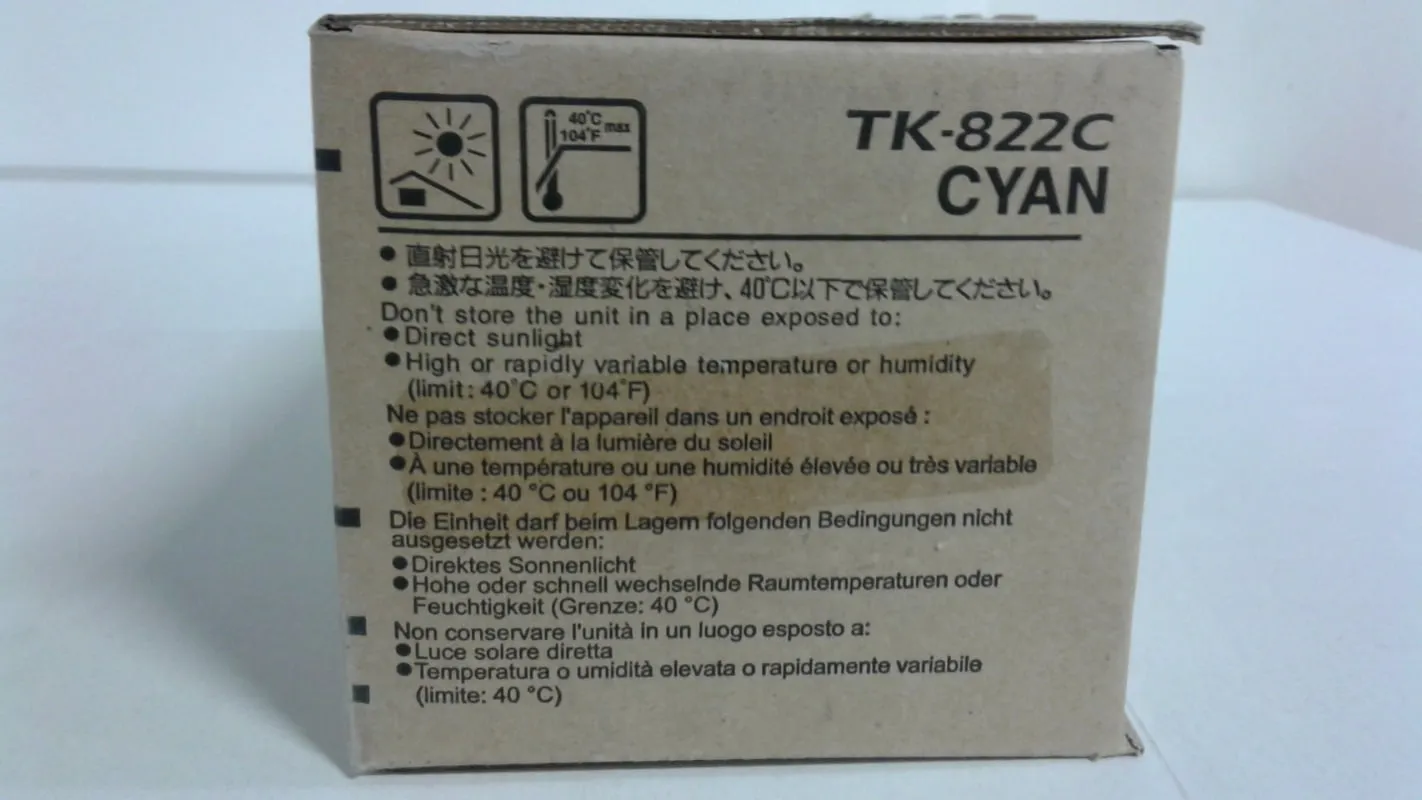 40°C
104°F max
TK-822C
CYAN
● 直射日光を避けて保管してください。
● 急激な温度・湿度変化を避け、40℃以下で保管してください。
Don't store the unit in a place exposed to:
● Direct sunlight
● High or rapidly variable temperature or humidity
(limit: 40°C or 104°F)
Ne pas stocker l'appareil dans un endroit exposé :
● Directement à la lumière du soleil
● À une température ou une humidité élevée ou très variable
(limite : 40 °C ou 104 °F)
Die Einheit darf beim Lagern folgenden Bedingungen nicht
ausgesetzt werden:
● Direktes Sonnenlicht
● Hohe oder schnell wechselnde Raumtemperaturen oder
Feuchtigkeit (Grenze: 40 °C)
Non conservare l'unità in un luogo esposto a:
● Luce solare diretta
● Temperatura o umidità elevata o rapidamente variabile
(limite: 40 °C)